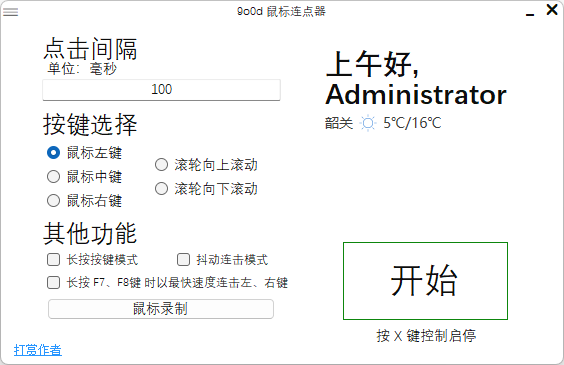 9o0d 鼠标连点器
点击间隔
单位：毫秒
100
按键选择
鼠标左键
鼠标中键
鼠标右键
滚轮向上滚动
滚轮向下滚动
其他功能
长按按键模式
抖动连击模式
长按 F7、F8键 时以最快速度连击左、右键
鼠标录制
打赏作者
上午好,
Administrator
韶关 5℃/16℃
开始
按 X 键控制启停